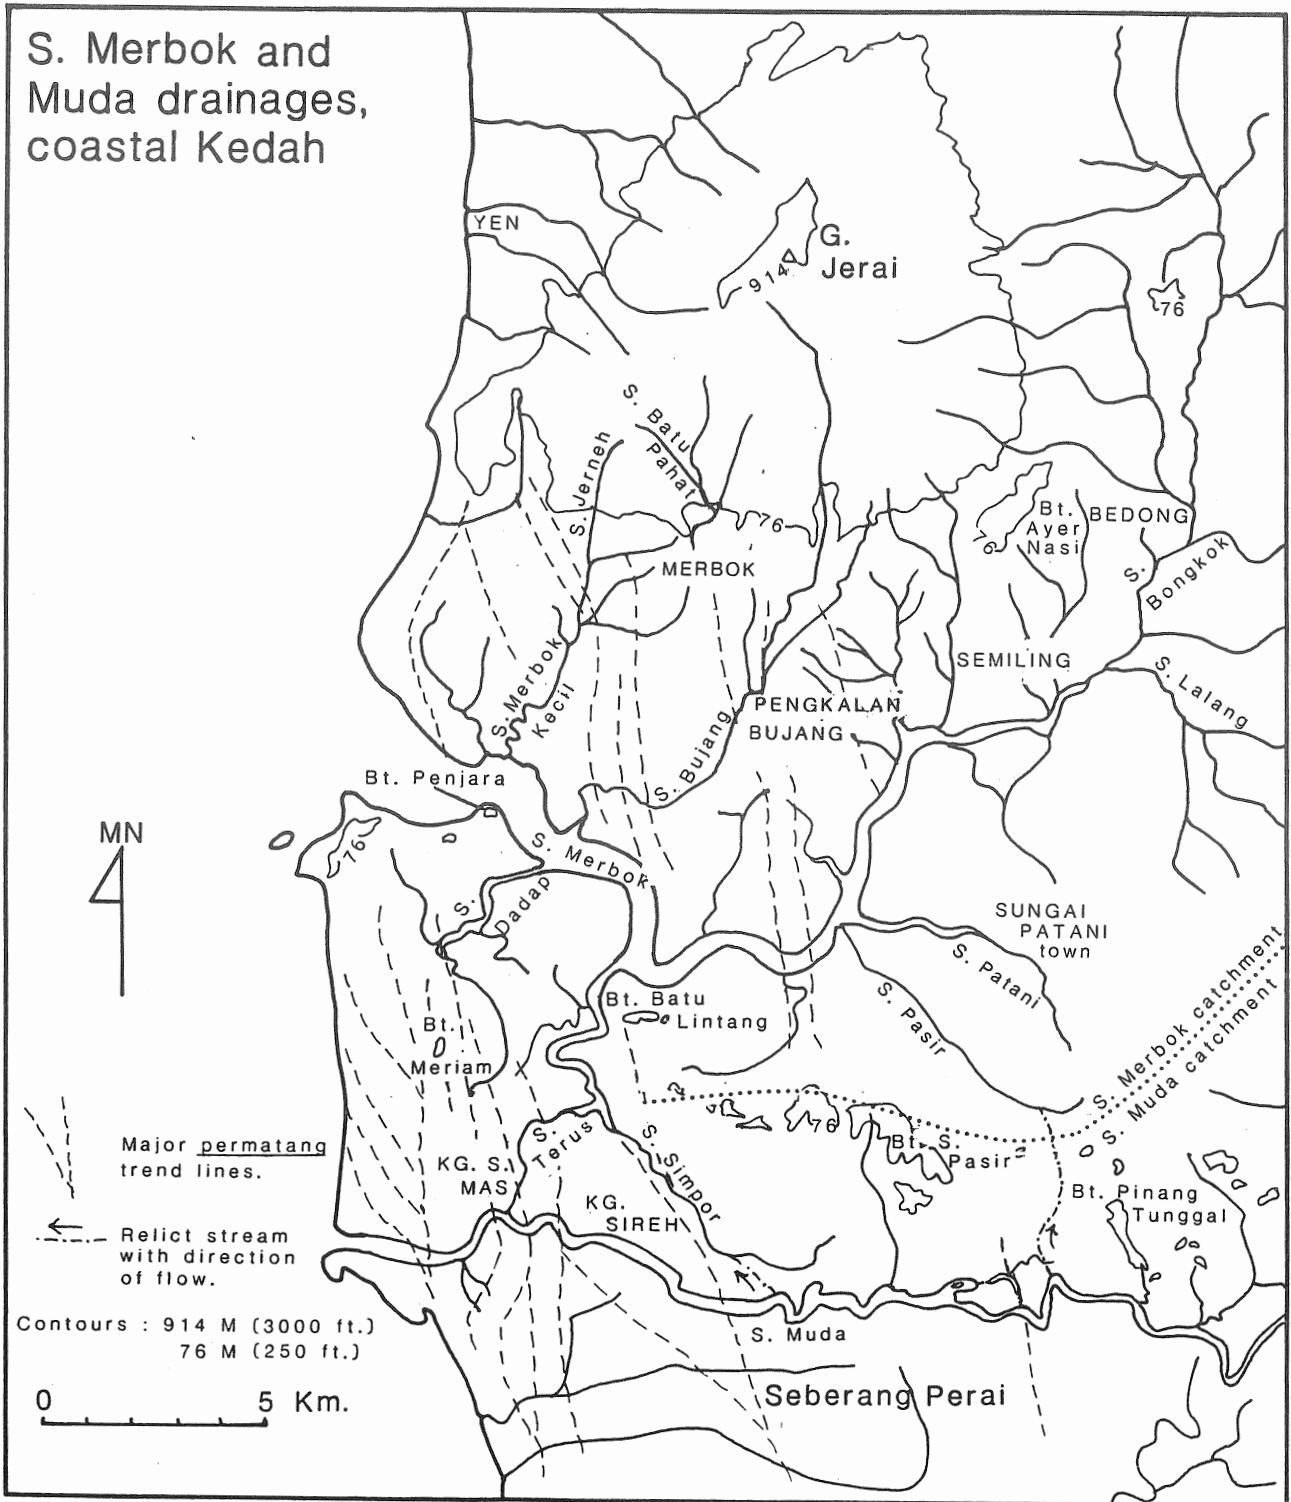 S. Merbok and
Muda drainages,
coastal Kedah
YEN
G.
Jerai
914
76
S. Batu
Pahat
S. Jerneh
76
MERBOK
Bt.
Ayer
Nasi
76
BEDONG
S.
Bongkok
SEMILING
S. Lalang
S. Merbok
Kecil
PENGKALAN
BUJANG
S. Bujang
Bt. Penjara
MN
76
S. Merbok
S.
Dadap
SUNGAI
PATANI
town
S. Patani
S. Pasir
Bt. Batu
Lintang
Bt.
Meriam
S. Merbok catchment
S. Muda catchment
76
Bt. S.
Pasir
S.
Terus
S. Simpor
KG. S.
MAS
KG.
SIREH
Bt. Pinang
Tunggal
Major permatang
trend lines.
Relict stream
with direction
of flow.
Contours : 914 M (3000 ft.)
76 M (250 ft.)
S. Muda
Seberang Perai
0 5 Km.